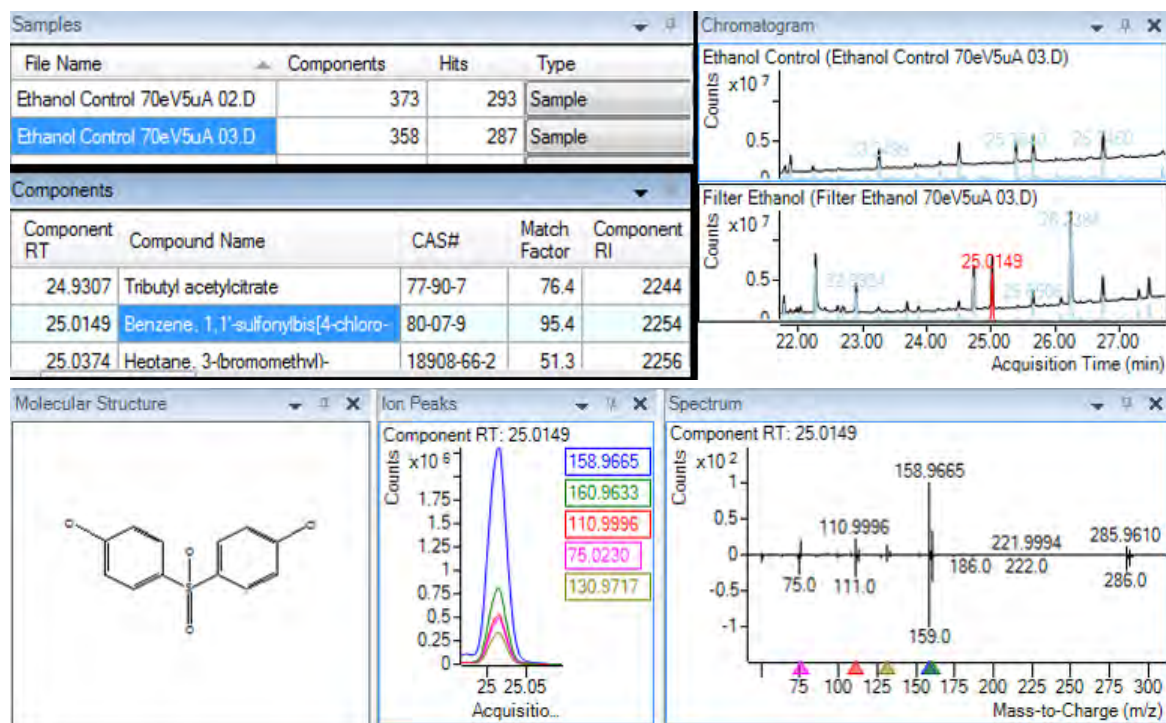 Samples
File Name Components Hits Type
Ethanol Control 70eV5uA 02.D 373 293 Sample
Ethanol Control 70eV5uA 03.D 358 287 Sample
Components
Component RT Compound Name CAS# Match Factor Component RI
24.9307 Tributyl acetylcitrate 77-90-7 76.4 2244
25.0149 Benzene, 1,1'-sulfonylbis[4-chloro- 80-07-9 95.4 2254
25.0374 Heptane, 3-(bromomethyl)- 18908-66-2 51.3 2256
Chromatogram
Ethanol Control (Ethanol Control 70eV5uA 03.D)
Counts
x10 7
0.5
0
Filter Ethanol (Filter Ethanol 70eV5uA 03.D)
Counts
x10 7
25.0149
0.5
0
22.00 23.00 24.00 25.00 26.00 27.00
Acquisition Time (min)
Molecular Structure
Cl
Cl
O
S
O
Ion Peaks
Component RT: 25.0149
Counts
x10 6
1.75
1.5
1.25
1
0.75
0.5
0.25
0
158.9665
160.9633
110.9996
75.0230
130.9717
25 25.05
Acquisitio...
Spectrum
Component RT: 25.0149
Counts
x10 2
1
0.5
0
-0.5
-1
158.9665
110.9996
221.9994
285.9610
75.0
111.0
186.0
222.0
286.0
159.0
75 100 125 150 175 200 225 250 275 300
Mass-to-Charge (m/z)